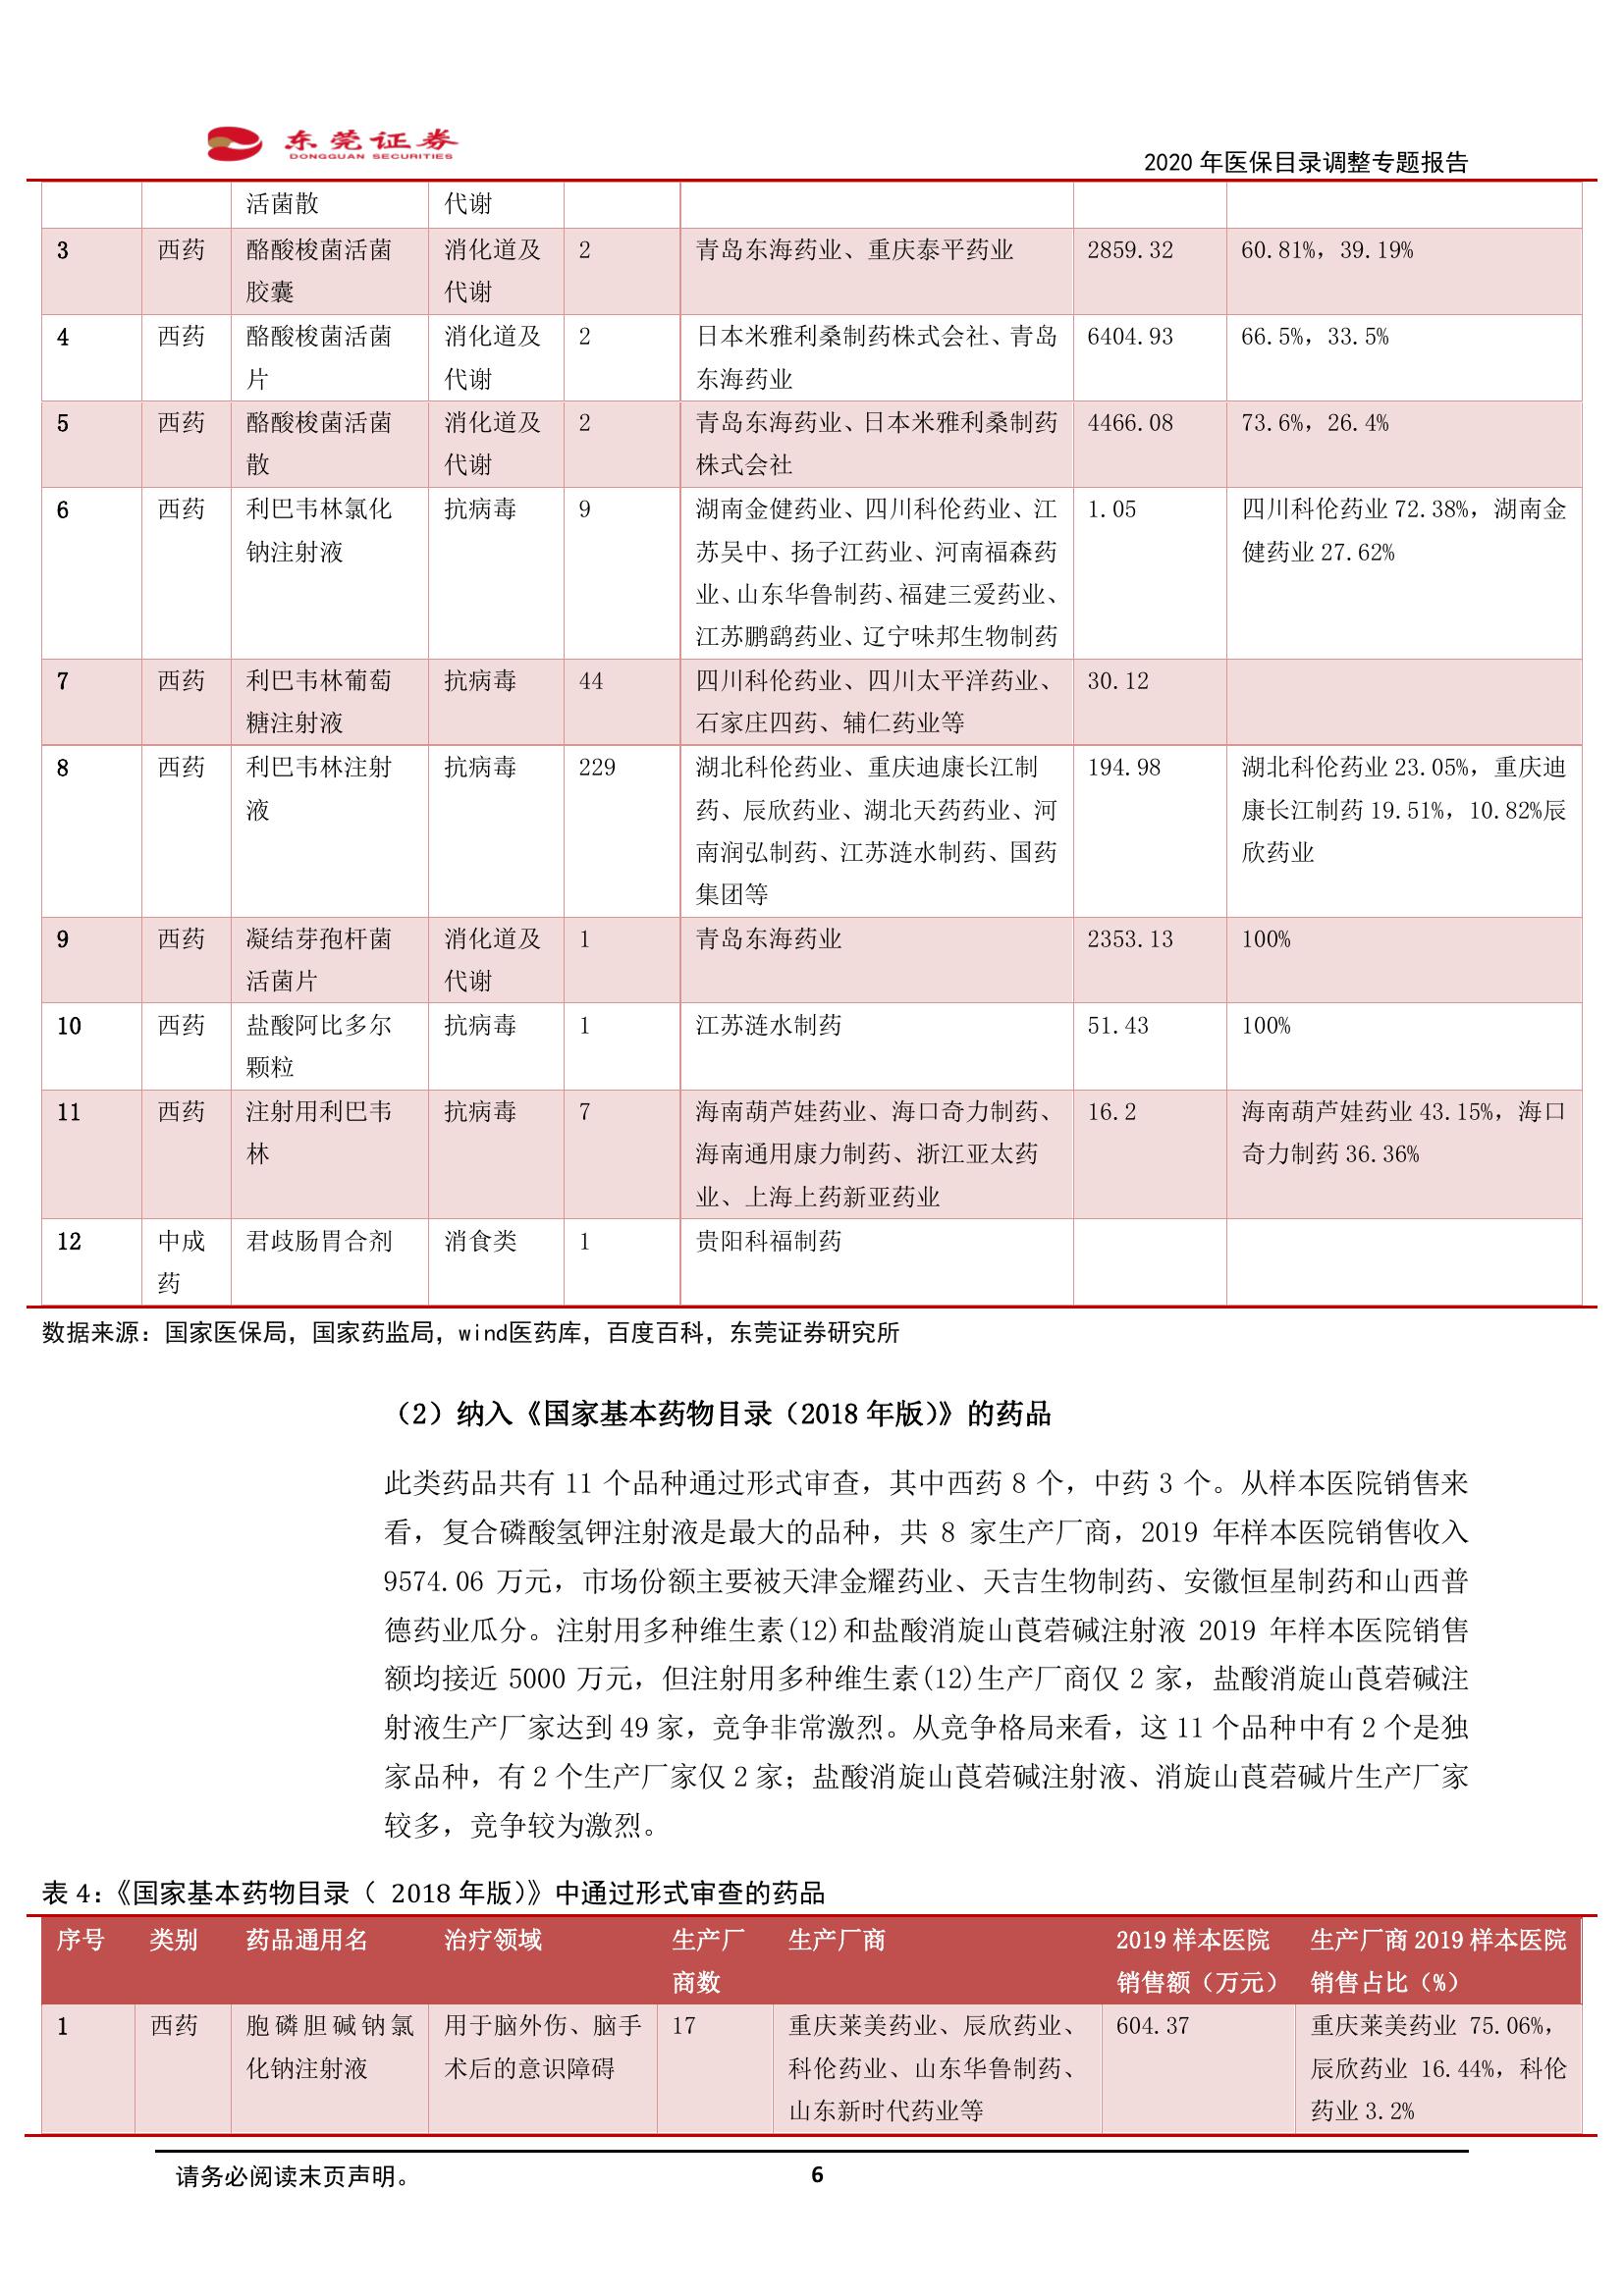 东莞证券
DONGGUAN SECURITIES
2020 年医保目录调整专题报告
活菌散 代谢
3 西药 酪酸梭菌活菌 消化道及 2 青岛东海药业、重庆泰平药业 2859.32 60.81%，39.19%
胶囊 代谢
4 西药 酪酸梭菌活菌 消化道及 2 日本米雅利桑制药株式会社、青岛 6404.93 66.5%，33.5%
片 代谢 东海药业
5 西药 酪酸梭菌活菌 消化道及 2 青岛东海药业、日本米雅利桑制药 4466.08 73.6%，26.4%
散 代谢 株式会社
6 西药 利巴韦林氯化 抗病毒 9 湖南金健药业、四川科伦药业、江 1.05 四川科伦药业 72.38%，湖南金
钠注射液 苏吴中、扬子江药业、河南福森药 健药业 27.62%
业、山东华鲁制药、福建三爱药业、
江苏鹏鹞药业、辽宁味邦生物制药
7 西药 利巴韦林葡萄 抗病毒 44 四川科伦药业、四川太平洋药业、 30.12
糖注射液 石家庄四药、辅仁药业等
8 西药 利巴韦林注射 抗病毒 229 湖北科伦药业、重庆迪康长江制 194.98 湖北科伦药业 23.05%，重庆迪
液 药、辰欣药业、湖北天药药业、河 康长江制药 19.51%，10.82%辰
南润弘制药、江苏涟水制药、国药 欣药业
集团等
9 西药 凝结芽孢杆菌 消化道及 1 青岛东海药业 2353.13 100%
活菌片 代谢
10 西药 盐酸阿比多尔 抗病毒 1 江苏涟水制药 51.43 100%
颗粒
11 西药 注射用利巴韦 抗病毒 7 海南葫芦娃药业、海口奇力制药、 16.2 海南葫芦娃药业 43.15%，海口
林 海南通用康力制药、浙江亚太药 奇力制药 36.36%
业、上海上药新亚药业
12 中成 君歧肠胃合剂 消食类 1 贵阳科福制药
药
数据来源：国家医保局，国家药监局，wind医药库，百度百科，东莞证券研究所
（2）纳入《国家基本药物目录（2018 年版）》的药品
此类药品共有 11 个品种通过形式审查，其中西药 8 个，中药 3 个。从样本医院销售来
看，复合磷酸氢钾注射液是最大的品种，共 8 家生产厂商，2019 年样本医院销售收入
9574.06 万元，市场份额主要被天津金耀药业、天吉生物制药、安徽恒星制药和山西普
德药业瓜分。注射用多种维生素(12)和盐酸消旋山莨菪碱注射液 2019 年样本医院销售
额均接近 5000 万元，但注射用多种维生素(12)生产厂商仅 2 家，盐酸消旋山莨菪碱注
射液生产厂家达到 49 家，竞争非常激烈。从竞争格局来看，这 11 个品种中有 2 个是独
家品种，有 2 个生产厂家仅 2 家；盐酸消旋山莨菪碱注射液、消旋山莨菪碱片生产厂家
较多，竞争较为激烈。
表 4：《国家基本药物目录（ 2018 年版）》中通过形式审查的药品
序号 类别 药品通用名 治疗领域 生产厂 生产厂商 2019 样本医院 生产厂商 2019 样本医院
商数 销售额（万元） 销售占比（%）
1 西药 胞磷胆碱钠氯 用于脑外伤、脑手 17 重庆莱美药业、辰欣药业、 604.37 重庆莱美药业 75.06%，
化钠注射液 术后的意识障碍 科伦药业、山东华鲁制药、 辰欣药业 16.44%，科伦
山东新时代药业等 药业 3.2%
请务必阅读末页声明。 6